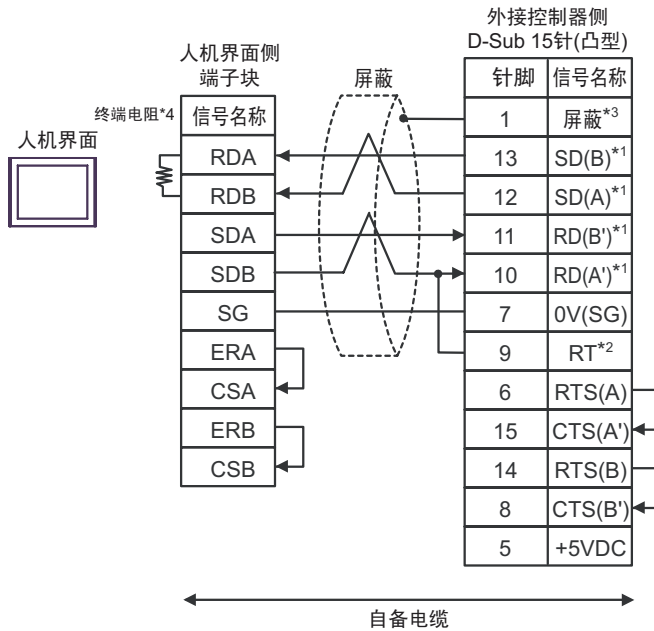 外接控制器侧
D-Sub 15针(凸型)
人机界面侧
端子块
屏蔽
针脚 信号名称
终端电阻*4 信号名称
1 屏蔽*3
人机界面
RDA 13 SD(B)*1
RDB 12 SD(A)*1
SDA 11 RD(B')*1
SDB 10 RD(A')*1
SG 7 0V(SG)
ERA 9 RT*2
CSA 6 RTS(A)
ERB 15 CTS(A')
CSB 14 RTS(B)
8 CTS(B')
5 +5VDC
自备电缆